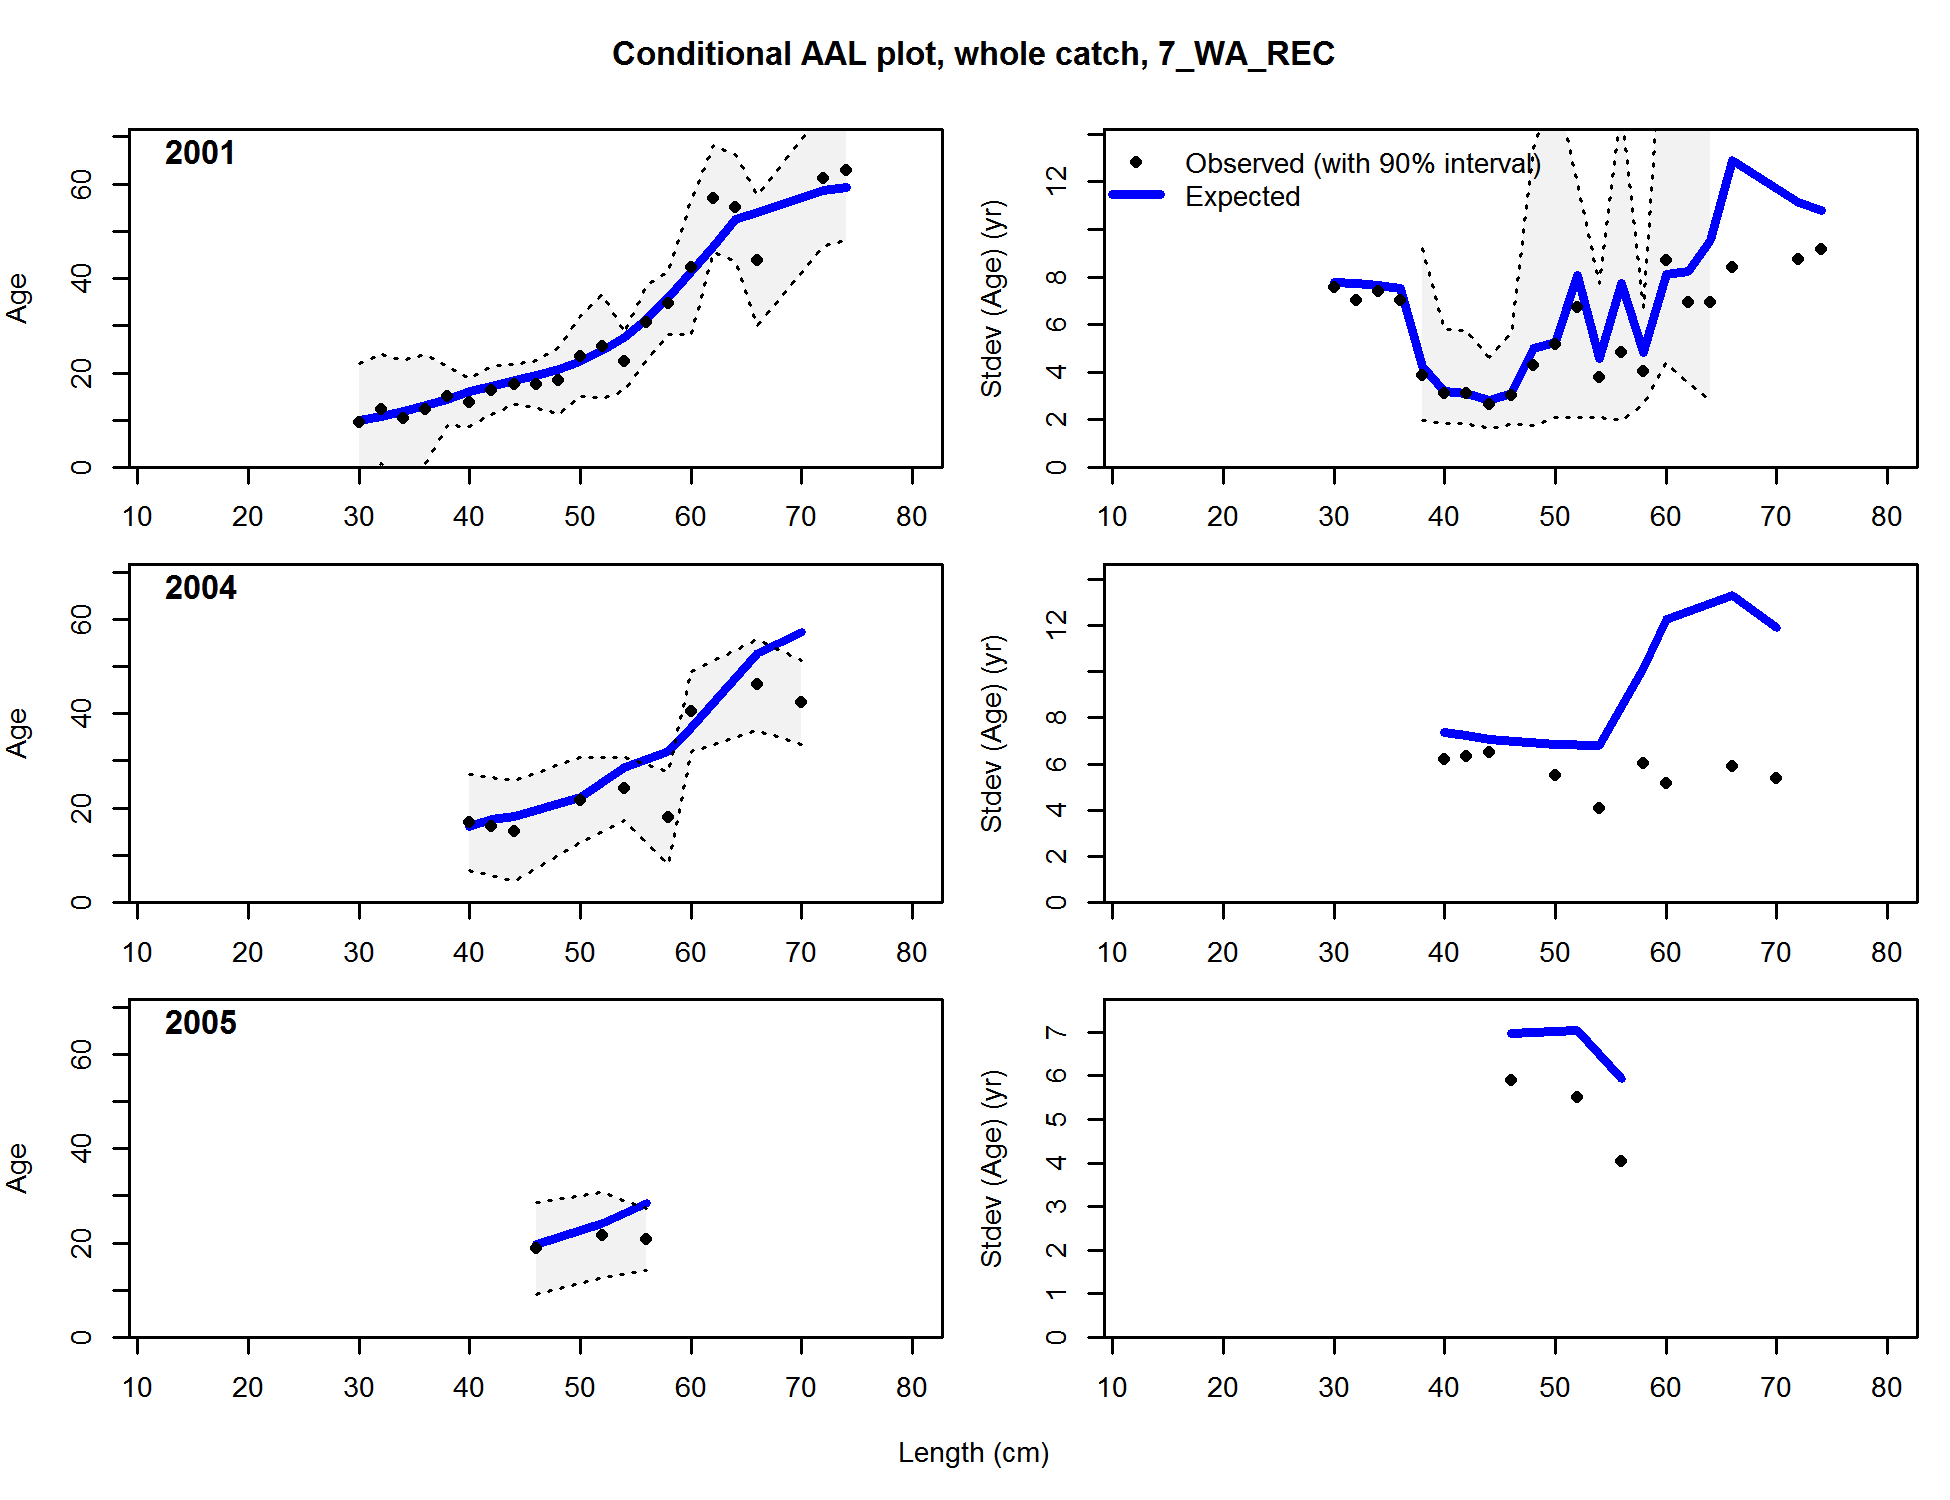 Conditional AAL plot, whole catch, 7_WA_REC
2001
Age
0 20 40 60
10 20 30 40 50 60 70 80
Observed (with 90% interval)
Expected
Stdev (Age) (yr)
0 2 4 6 8 12
10 20 30 40 50 60 70 80
2004
Age
0 20 40 60
10 20 30 40 50 60 70 80
Stdev (Age) (yr)
0 2 4 6 8 12
10 20 30 40 50 60 70 80
2005
Age
0 20 40 60
10 20 30 40 50 60 70 80
Stdev (Age) (yr)
0 1 2 3 4 5 6 7
10 20 30 40 50 60 70 80
Length (cm)